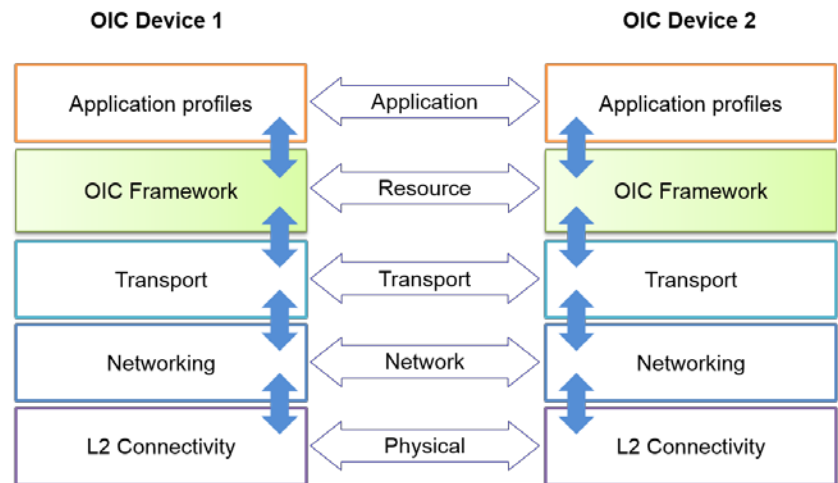 OIC Device 1
OIC Device 2
Application profiles
Application
Application profiles
OIC Framework
Resource
OIC Framework
Transport
Transport
Transport
Networking
Network
Networking
L2 Connectivity
Physical
L2 Connectivity